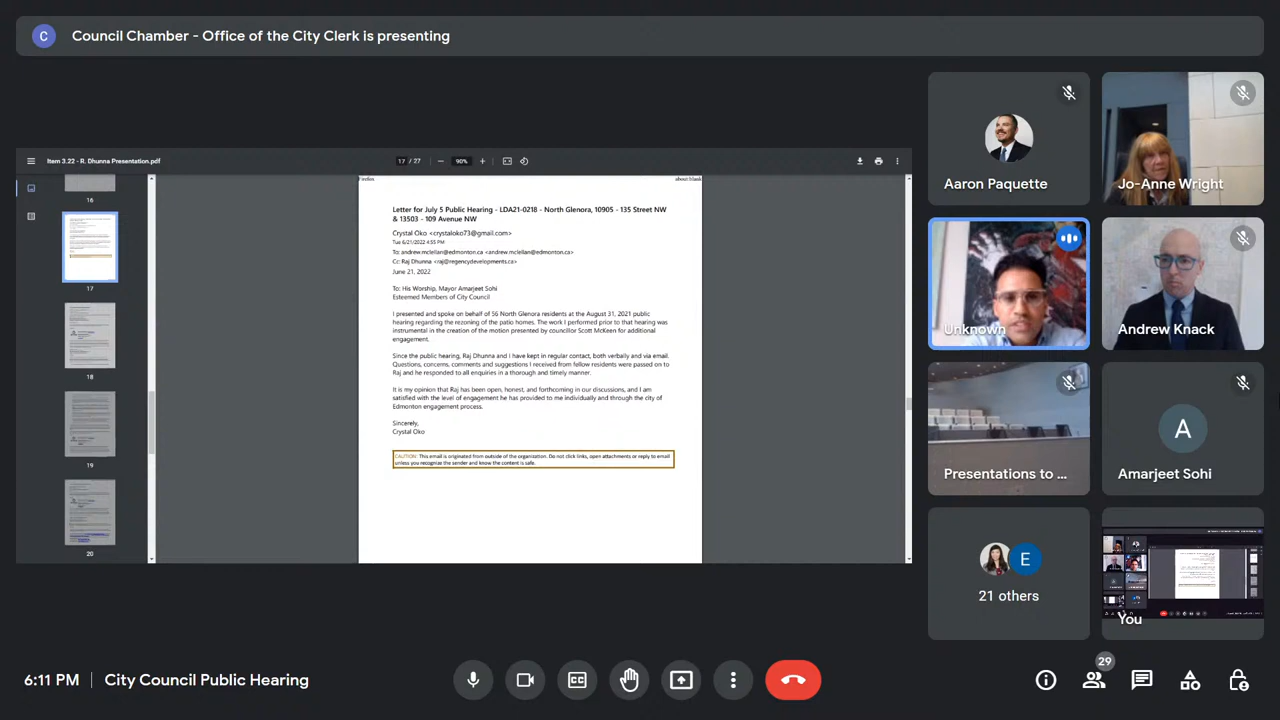 C
Council Chamber - Office of the City Clerk is presenting
Item 3.22 - R. Dhunna Presentation.pdf
17 / 27
90%
16
17
18
19
20
Firefox
about:blank
Letter for July 5 Public Hearing - LDA21-0218 - North Glenora, 10905 - 135 Street NW
& 13503 - 109 Avenue NW
Crystal Oko <crystaloko73@gmail.com>
Tue 6/21/2022 4:55 PM
To: andrew.mclellan@edmonton.ca <andrew.mclellan@edmonton.ca>
Cc: Raj Dhunna <raj@regencydevelopments.ca>
June 21, 2022
To: His Worship, Mayor Amarjeet Sohi
Esteemed Members of City Council
I presented and spoke on behalf of 56 North Glenora residents at the August 31, 2021 public
hearing regarding the rezoning of the patio homes. The work I performed prior to that hearing was
instrumental in the creation of the motion presented by councillor Scott McKeen for additional
engagement.
Since the public hearing, Raj Dhunna and I have kept in regular contact, both verbally and via email.
Questions, concerns, comments and suggestions I received from fellow residents were passed on to
Raj and he responded to all enquiries in a thorough and timely manner.
It is my opinion that Raj has been open, honest, and forthcoming in our discussions, and I am
satisfied with the level of engagement he has provided to me individually and through the city of
Edmonton engagement process.
Sincerely,
Crystal Oko
CAUTION: This email is originated from outside of the organization. Do not click links, open attachments or reply to email
unless you recognize the sender and know the content is safe.
Aaron Paquette
Jo-Anne Wright
Unknown
Andrew Knack
Presentations to ...
A
Amarjeet Sohi
E
21 others
You
6:11 PM
City Council Public Hearing
29